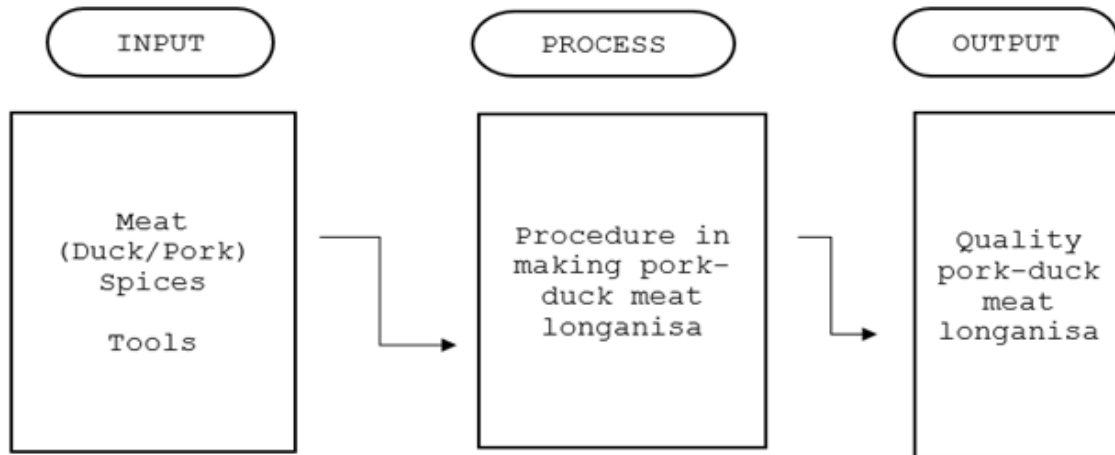 INPUT
PROCESS
OUTPUT
Meat
(Duck/Pork)
Spices
Tools
Procedure in
making pork-
duck meat
longanisa
Quality
pork-duck
meat
longanisa